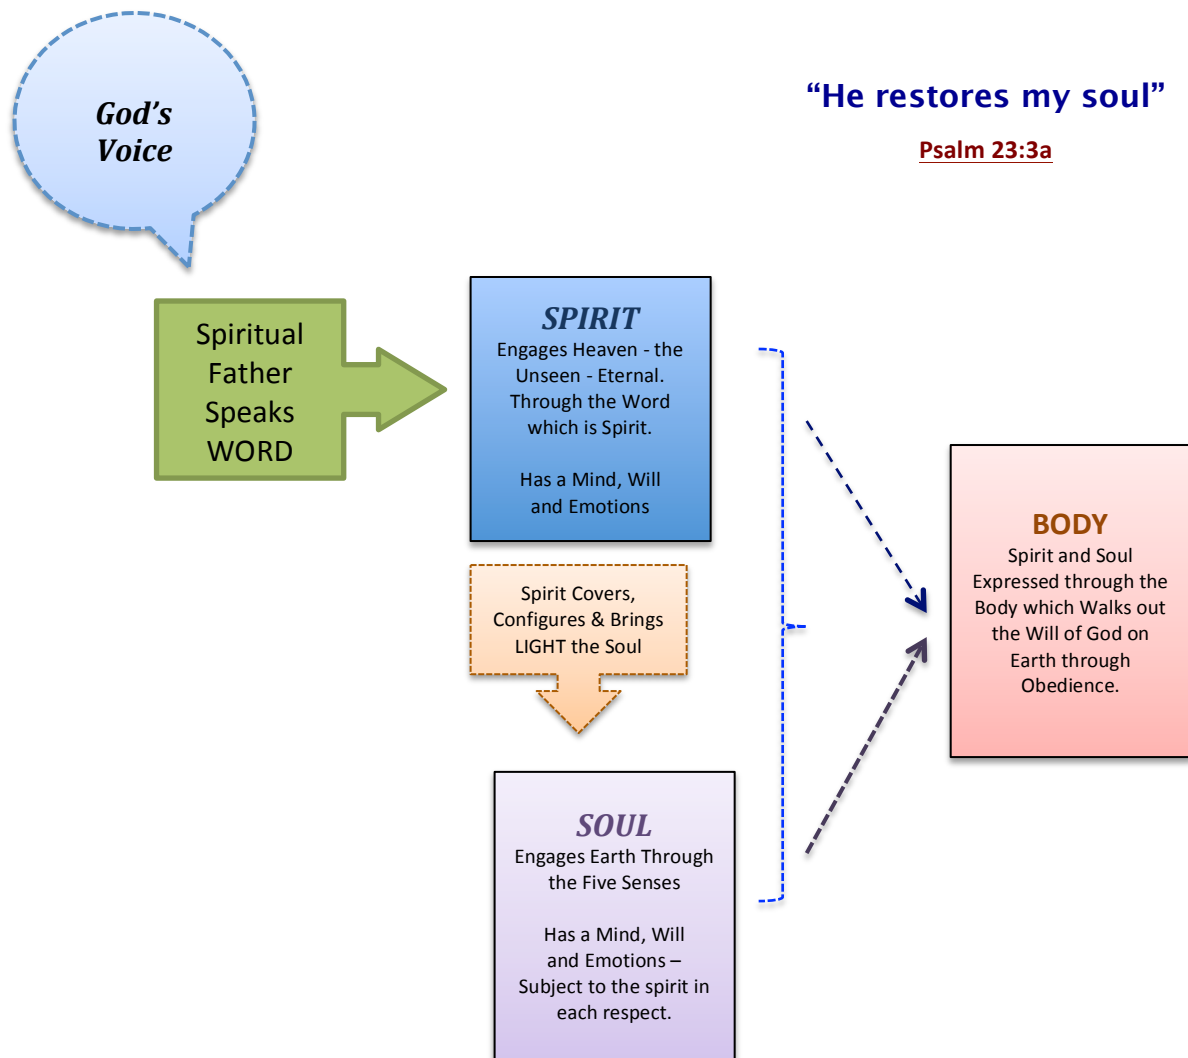 God's
Voice
“He restores my soul”
Psalm 23:3a
Spiritual
Father
Speaks
WORD
SPIRIT
Engages Heaven - the
Unseen - Eternal.
Through the Word
which is Spirit.
Has a Mind, Will
and Emotions
Spirit Covers,
Configures & Brings
LIGHT the Soul
SOUL
Engages Earth Through
the Five Senses
Has a Mind, Will
and Emotions –
Subject to the spirit in
each respect.
BODY
Spirit and Soul
Expressed through the
Body which Walks out
the Will of God on
Earth through
Obedience.